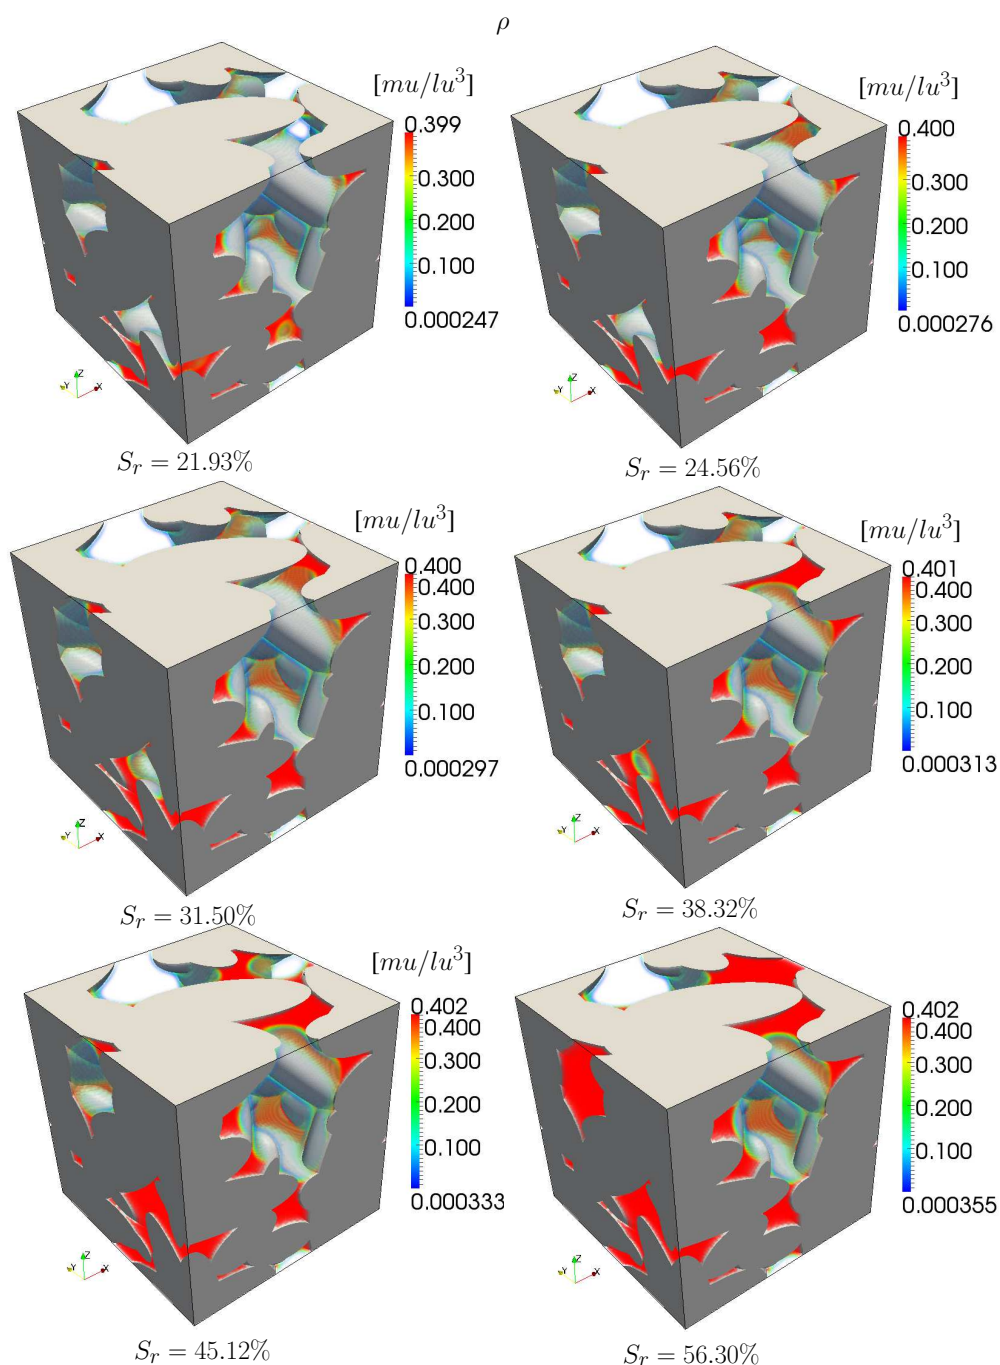 ρ
[mu/lu³]
0.399
0.300
0.200
0.100
0.000247
Z
Y
X
S_r = 21.93%
[mu/lu³]
0.400
0.300
0.200
0.100
0.000276
Z
Y
X
S_r = 24.56%
[mu/lu³]
0.400
0.400
0.300
0.200
0.100
0.000297
Z
Y
X
S_r = 31.50%
[mu/lu³]
0.401
0.400
0.300
0.200
0.100
0.000313
Z
Y
X
S_r = 38.32%
[mu/lu³]
0.402
0.400
0.300
0.200
0.100
0.000333
Z
Y
X
S_r = 45.12%
0.402
0.400
0.300
0.200
0.100
0.000355
Z
Y
X
S_r = 56.30%